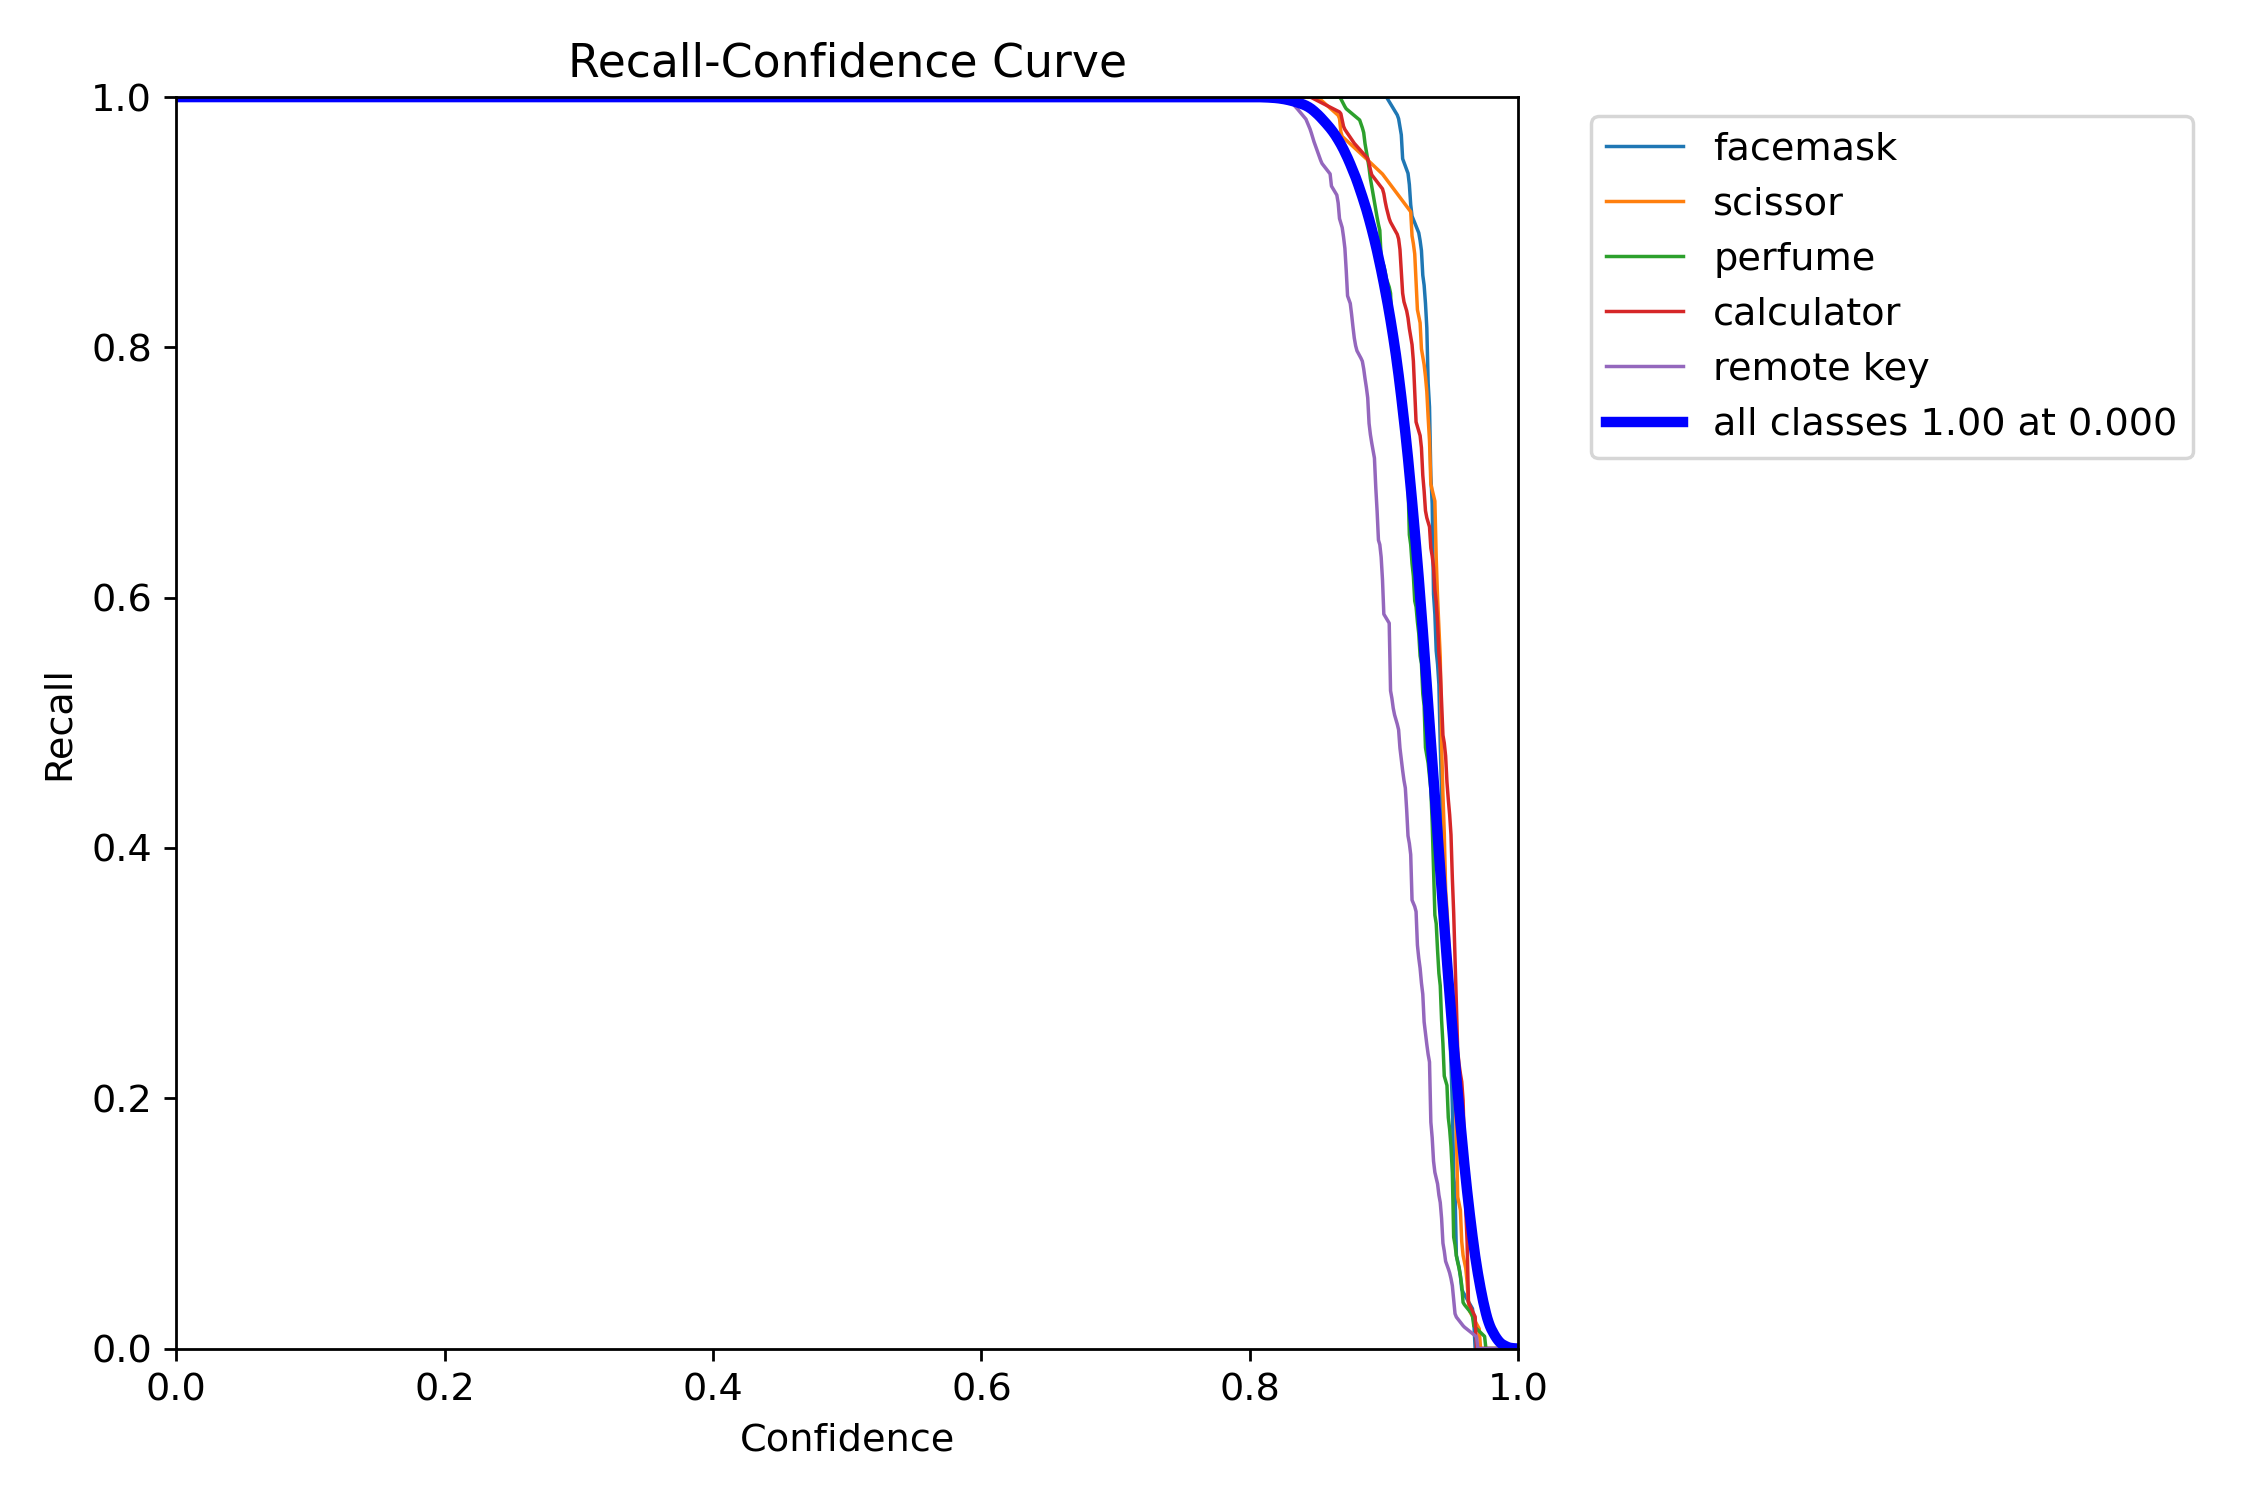 Recall-Confidence Curve
1.0
0.8
0.6
0.4
0.2
0.0
Recall
0.0 0.2 0.4 0.6 0.8 1.0
Confidence
facemask
scissor
perfume
calculator
remote key
all classes 1.00 at 0.000